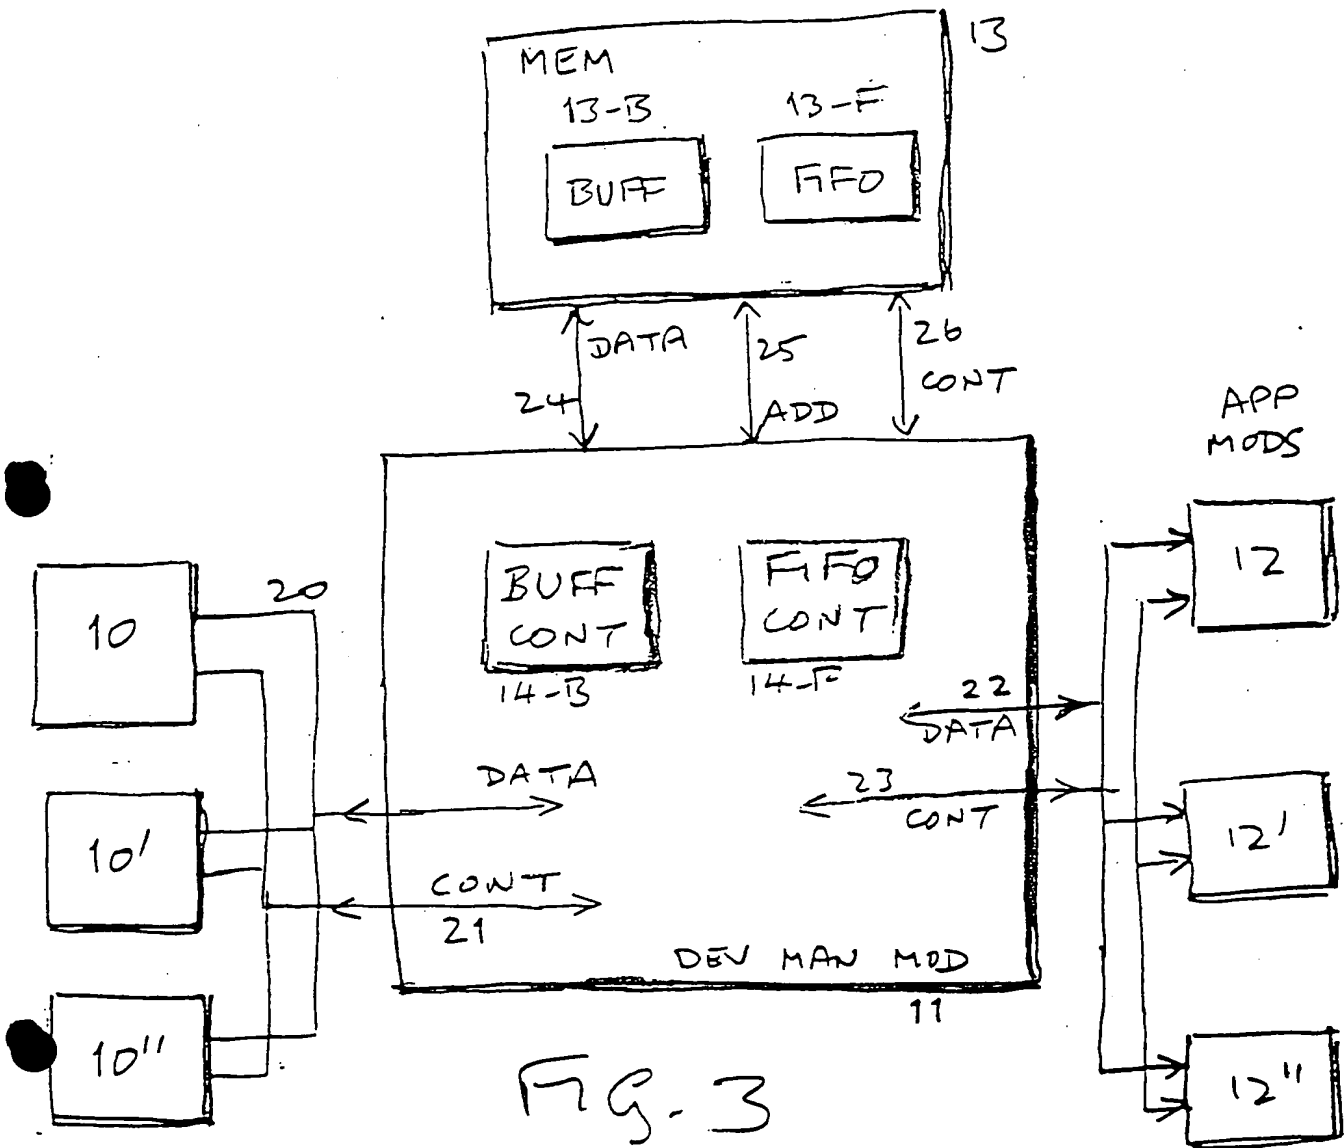 13
MEM
13-B
13-F
BUFF
FIFO
DATA
24
25
ADD
26
CONT
APP
MODS
10
20
BUFF
CONT
14-B
FIFO
CONT
14-F
12
22
DATA
DATA
23
CONT
10'
12'
CONT
21
DEV MAN MOD
11
10"
12"
FIG. 3